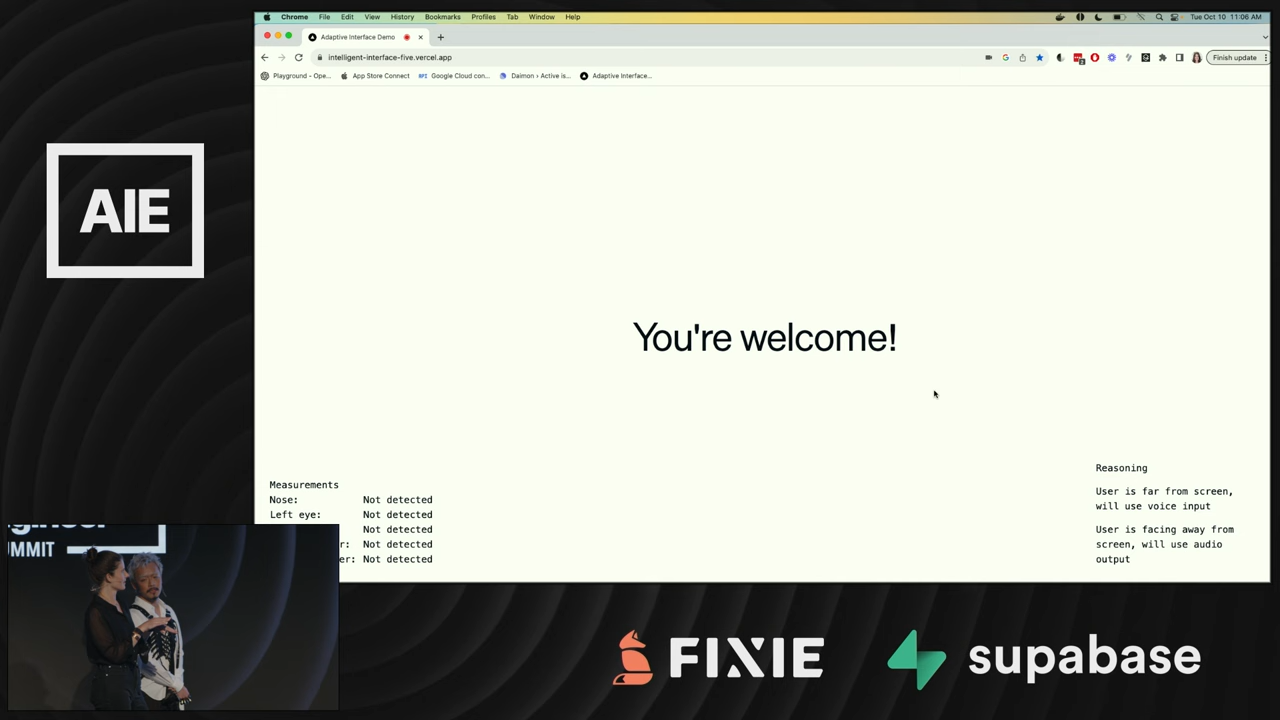 Chrome File Edit View History Bookmarks Profiles Tab Window Help
Tue Oct 10 11:06 AM
Adaptive Interface Demo
intelligent-interface-five.vercel.app
Finish update
Playground - Ope...
App Store Connect
Google Cloud con...
Daimon › Active is...
Adaptive Interface...
AIE
You're welcome!
Measurements
Nose: Not detected
Left eye: Not detected
Not detected
r: Not detected
er: Not detected
Reasoning
User is far from screen,
will use voice input
User is facing away from
screen, will use audio
output
gineer
UMMIT
FIXIE
supabase